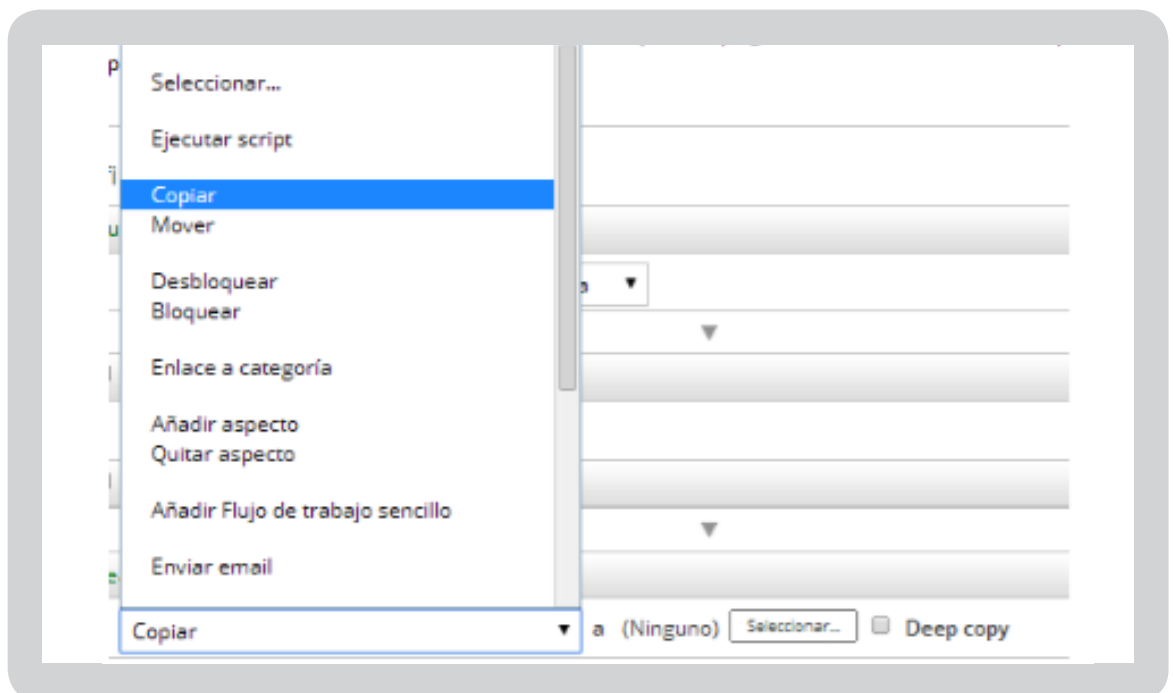 Seleccionar...
Ejecutar script
Copiar
Mover
Desbloquear
Bloquear
Enlace a categoría
Añadir aspecto
Quitar aspecto
Añadir Flujo de trabajo sencillo
Enviar email
Copiar a (Ninguno) Seleccionar... Deep copy